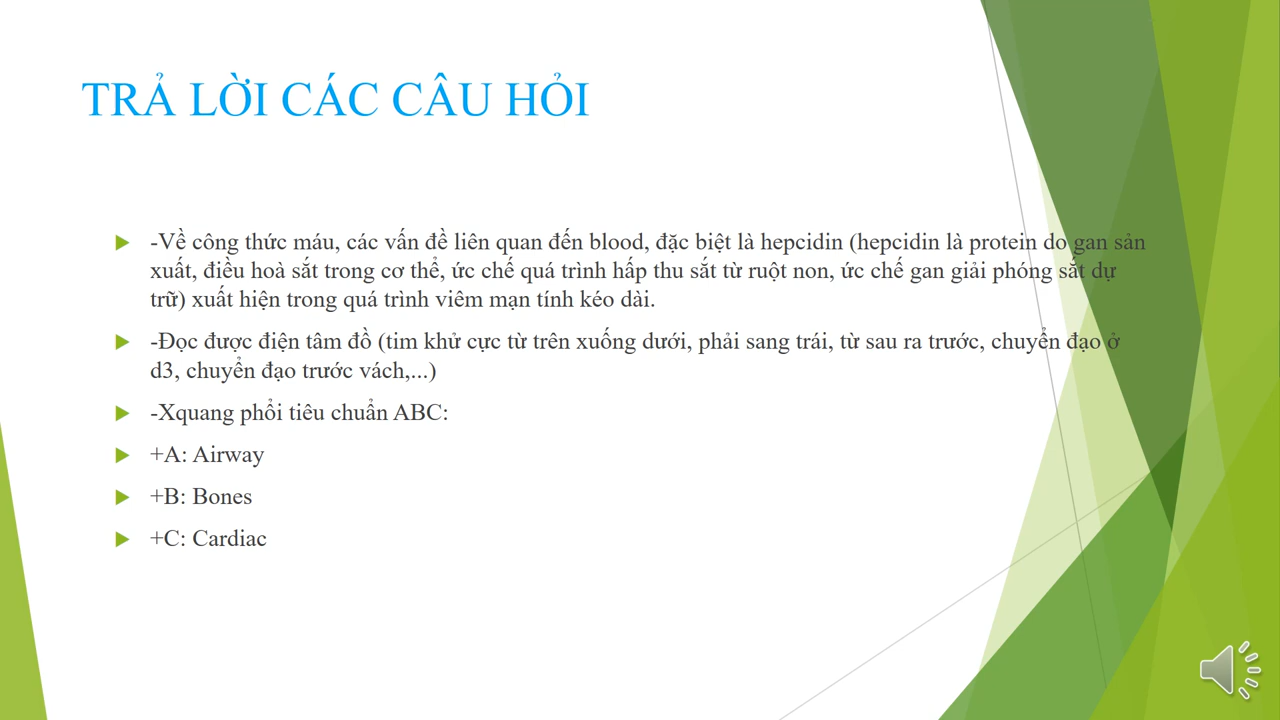 TRẢ LỜI CÁC CÂU HỎI
-Về công thức máu, các vấn đề liên quan đến blood, đặc biệt là hepcidin (hepcidin là protein do gan sản
xuất, điều hoà sắt trong cơ thể, ức chế quá trình hấp thu sắt từ ruột non, ức chế gan giải phóng sắt dự
trữ) xuất hiện trong quá trình viêm mạn tính kéo dài.
-Đọc được điện tâm đồ (tim khử cực từ trên xuống dưới, phải sang trái, từ sau ra trước, chuyển đạo ở
d3, chuyển đạo trước vách,...)
-Xquang phổi tiêu chuẩn ABC:
+A: Airway
+B: Bones
+C: Cardiac